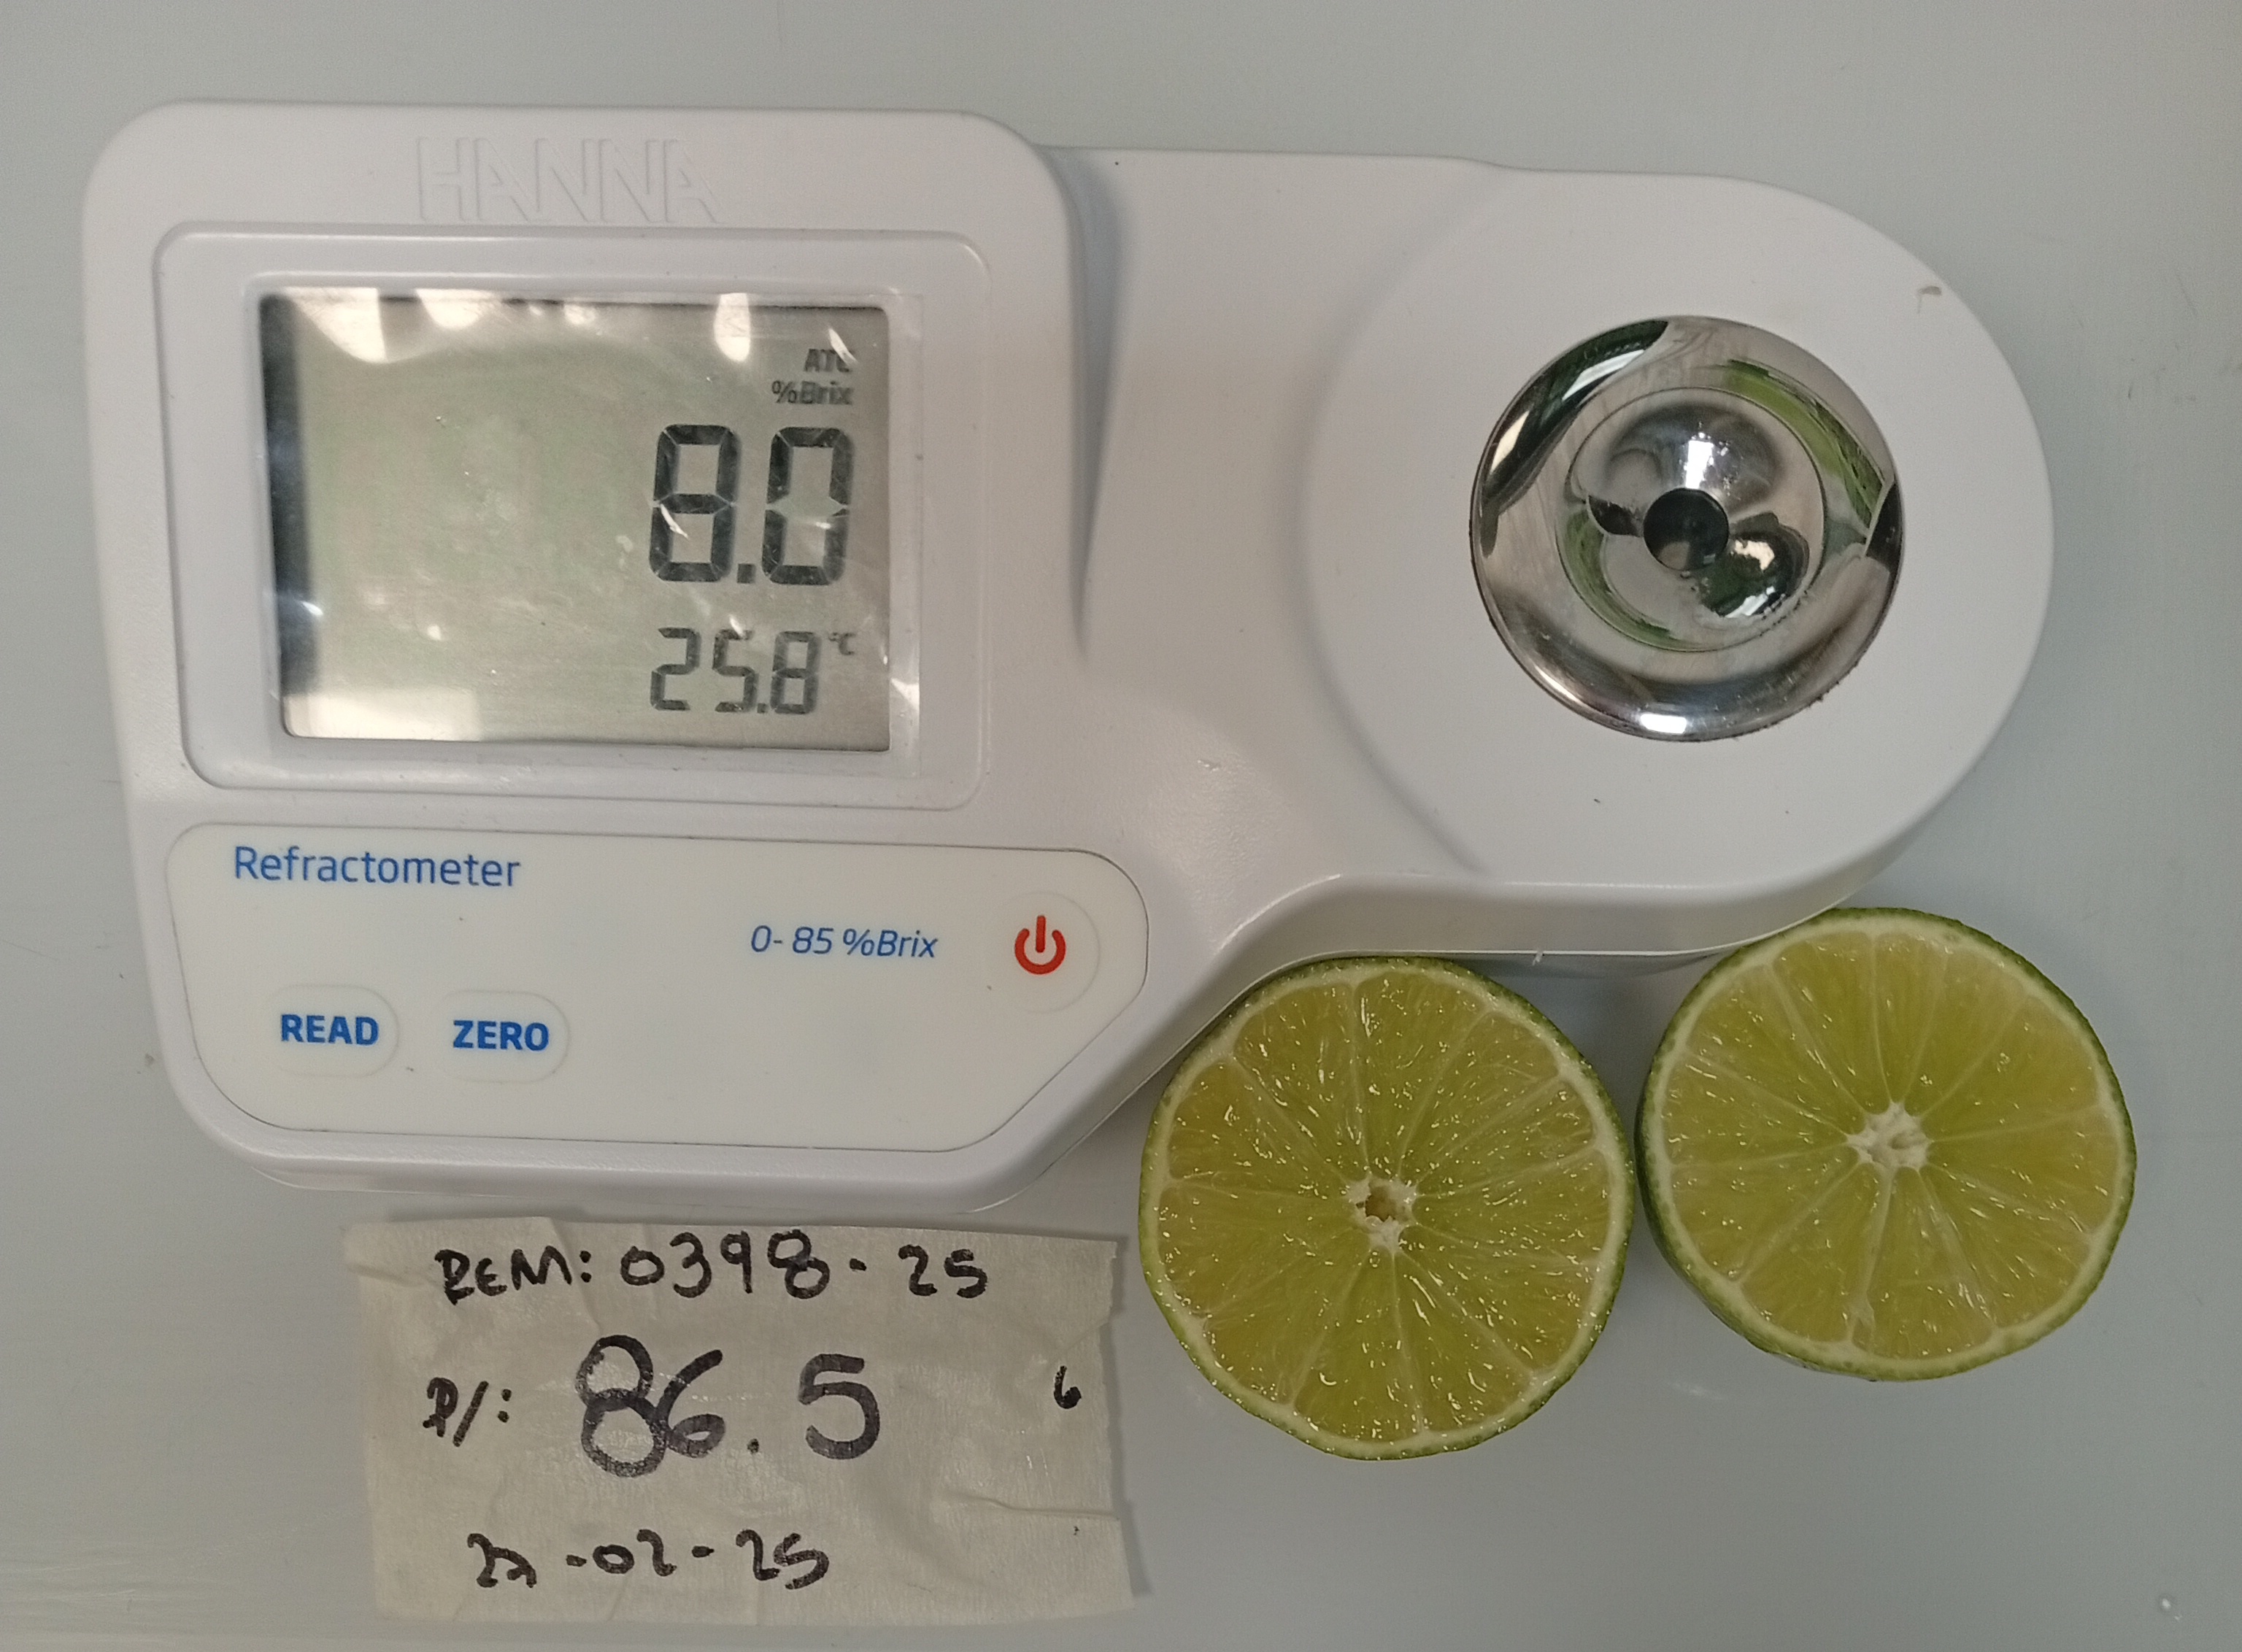 HANNA
ATC
%Brix
8.0
25.8 °C
Refractometer
0- 85 %Brix
READ ZERO
REM: 0398-25
P/: 86.5 6
-02-25